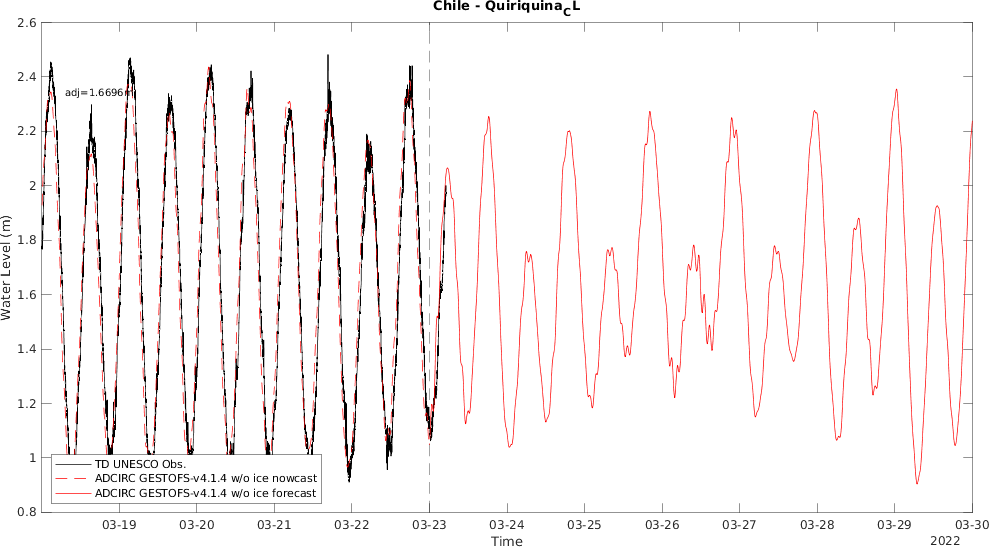 Chile - Quiriquina_CL
2.6
2.4
2.2
2
1.8
1.6
1.4
1.2
1
0.8
Water Level (m)
adj=1.6696
TD UNESCO Obs.
ADCIRC GESTOFS-v4.1.4 w/o ice nowcast
ADCIRC GESTOFS-v4.1.4 w/o ice forecast
03-19 03-20 03-21 03-22 03-23 03-24 03-25 03-26 03-27 03-28 03-29 03-30
Time
2022